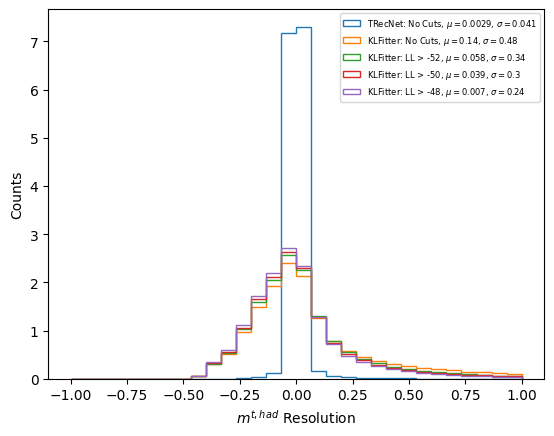 TRecNet: No Cuts, μ = 0.0029, σ = 0.041
KLFitter: No Cuts, μ = 0.14, σ = 0.48
KLFitter: LL > -52, μ = 0.058, σ = 0.34
KLFitter: LL > -50, μ = 0.039, σ = 0.3
KLFitter: LL > -48, μ = 0.007, σ = 0.24
7
6
5
4
3
2
1
0
Counts
−1.00 −0.75 −0.50 −0.25 0.00 0.25 0.50 0.75 1.00
m^{t, had} Resolution